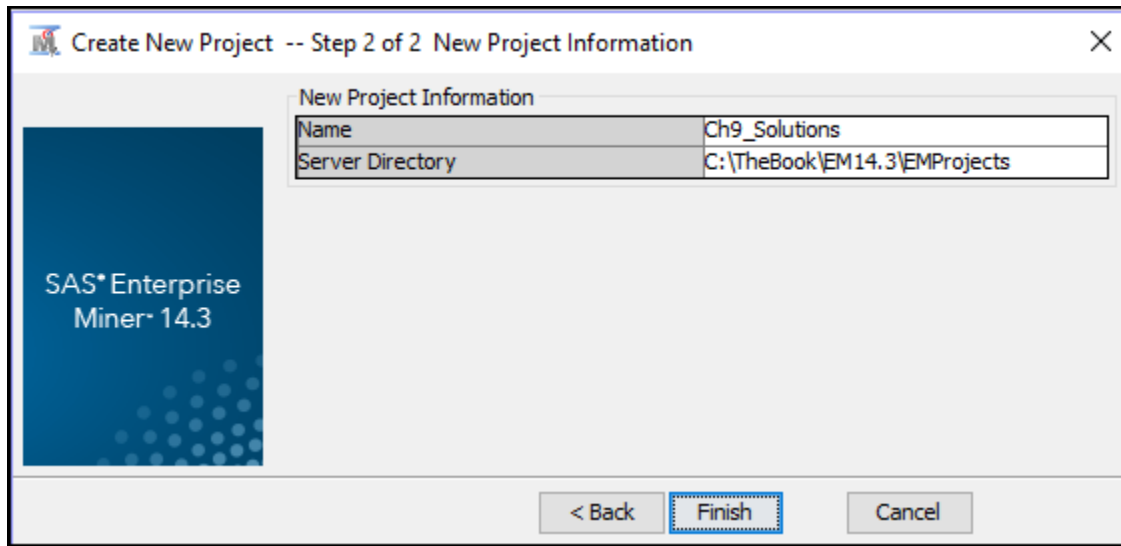 Create New Project -- Step 2 of 2 New Project Information
New Project Information
Name Ch9_Solutions
Server Directory C:\TheBook\EM14.3\EMProjects
SAS® Enterprise
Miner™ 14.3
< Back Finish Cancel